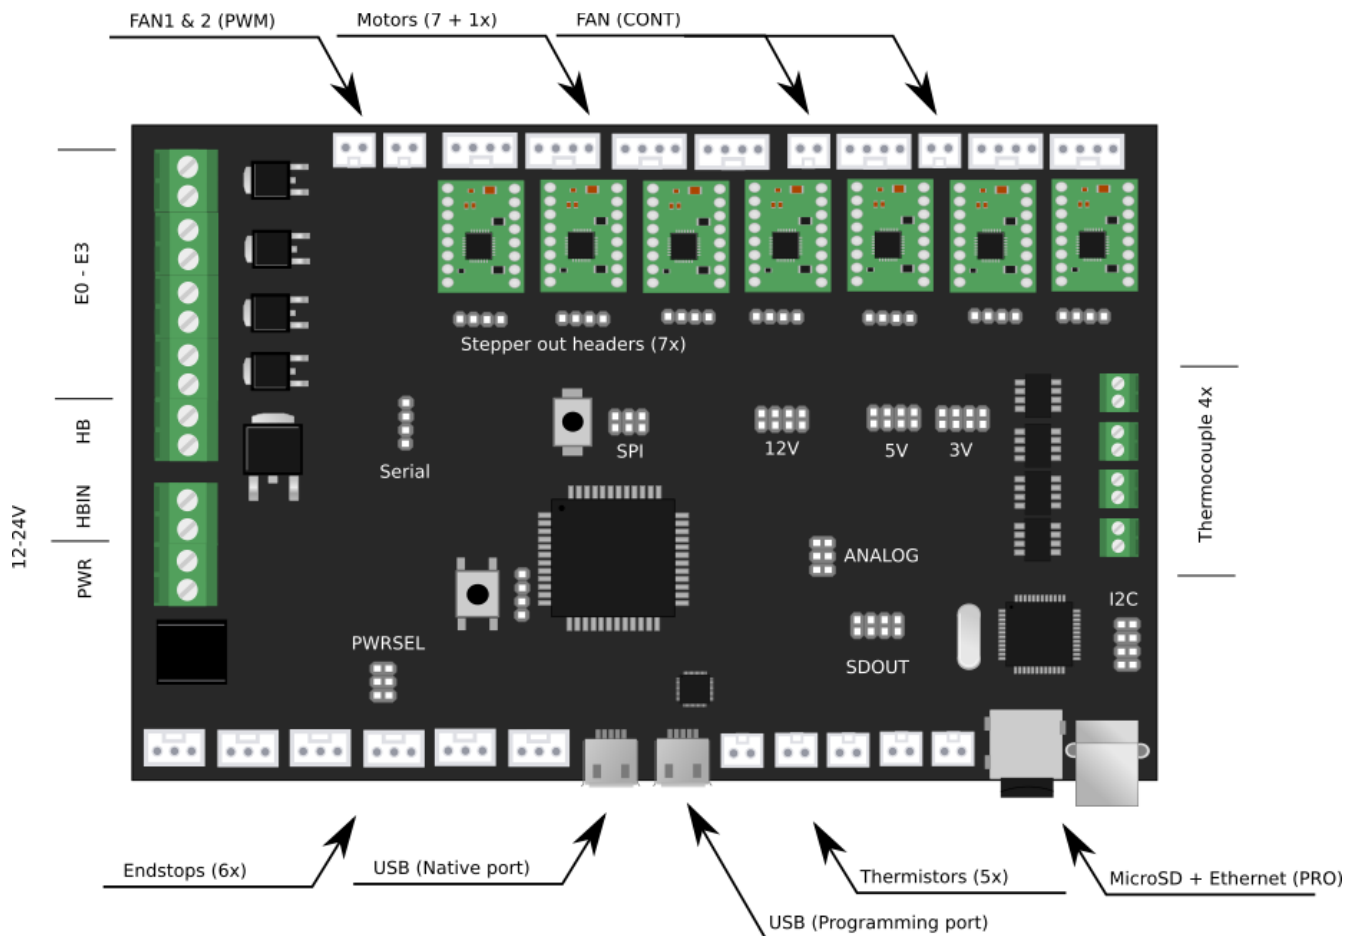 FAN1 & 2 (PWM)
Motors (7 + 1x)
FAN (CONT)
E0 - E3
HB
HBIN
12-24V
PWR
Stepper out headers (7x)
Serial
SPI
12V
5V
3V
Thermocouple 4x
ANALOG
I2C
PWRSEL
SDOUT
Endstops (6x)
USB (Native port)
Thermistors (5x)
MicroSD + Ethernet (PRO)
USB (Programming port)